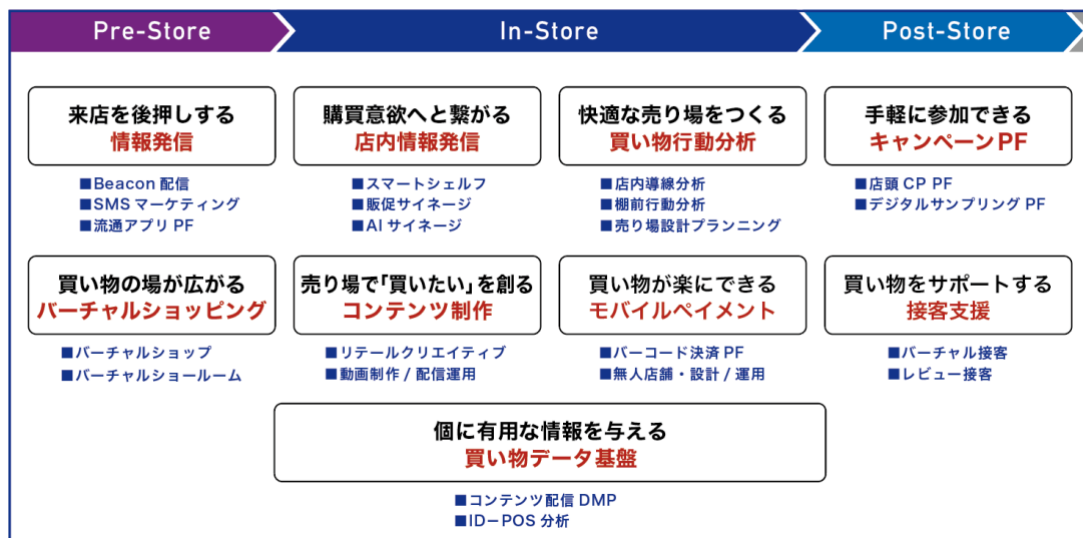 Pre-Store
In-Store
Post-Store
来店を後押しする
情報発信
■Beacon 配信
■SMS マーケティング
■流通アプリ PF
購買意欲へと繋がる
店内情報発信
■スマートシェルフ
■販促サイネージ
■AI サイネージ
快適な売り場をつくる
買い物行動分析
■店内導線分析
■棚前行動分析
■売り場設計プランニング
手軽に参加できる
キャンペーン PF
■店頭 CP PF
■デジタルサンプリング PF
買い物の場が広がる
バーチャルショッピング
■バーチャルショップ
■バーチャルショールーム
売り場で「買いたい」を創る
コンテンツ制作
■リテールクリエイティブ
■動画制作 / 配信運用
買い物が楽にできる
モバイルペイメント
■バーコード決済 PF
■無人店舗・設計 / 運用
買い物をサポートする
接客支援
■バーチャル接客
■レビュー接客
個に有用な情報を与える
買い物データ基盤
■コンテンツ配信 DMP
■ID−POS 分析